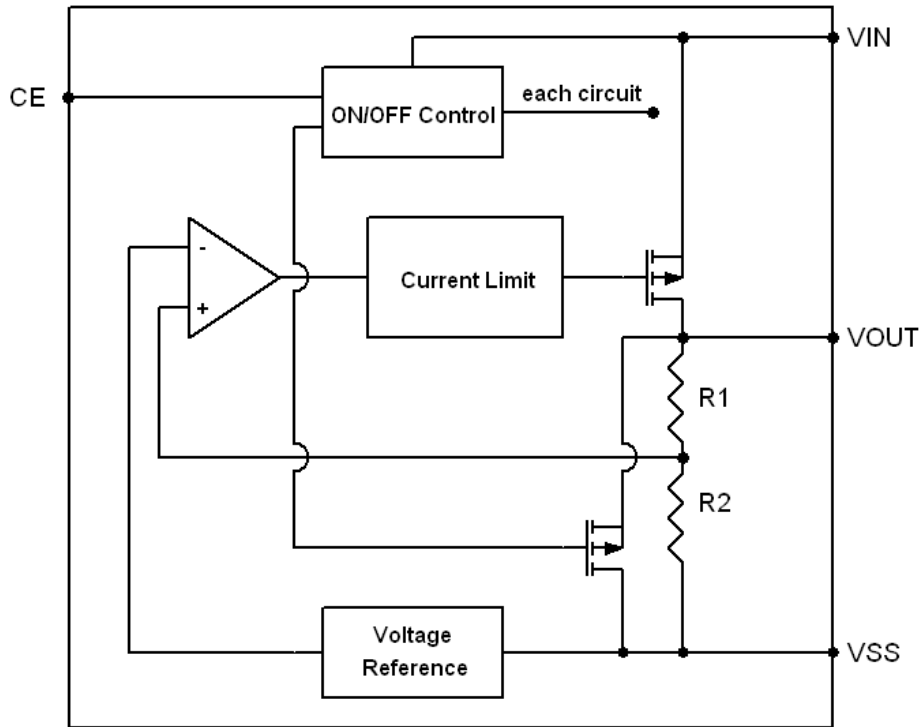 VIN
CE
ON/OFF Control
each circuit
-
+
Current Limit
VOUT
R1
R2
Voltage
Reference
VSS